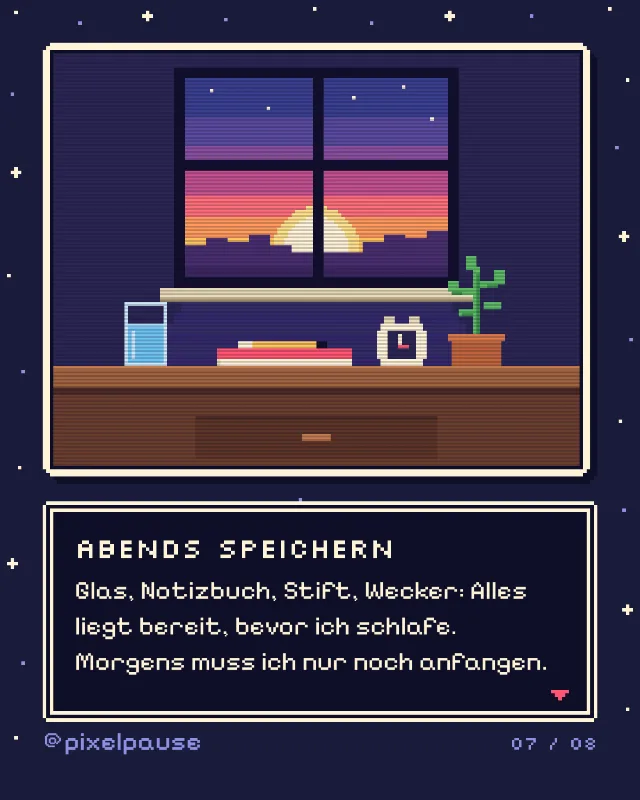 ABENDS SPEICHERN
Glas, Notizbuch, Stift, Wecker: Alles
liegt bereit, bevor ich schlafe.
Morgens muss ich nur noch anfangen.
@pixelpause
07 / 08